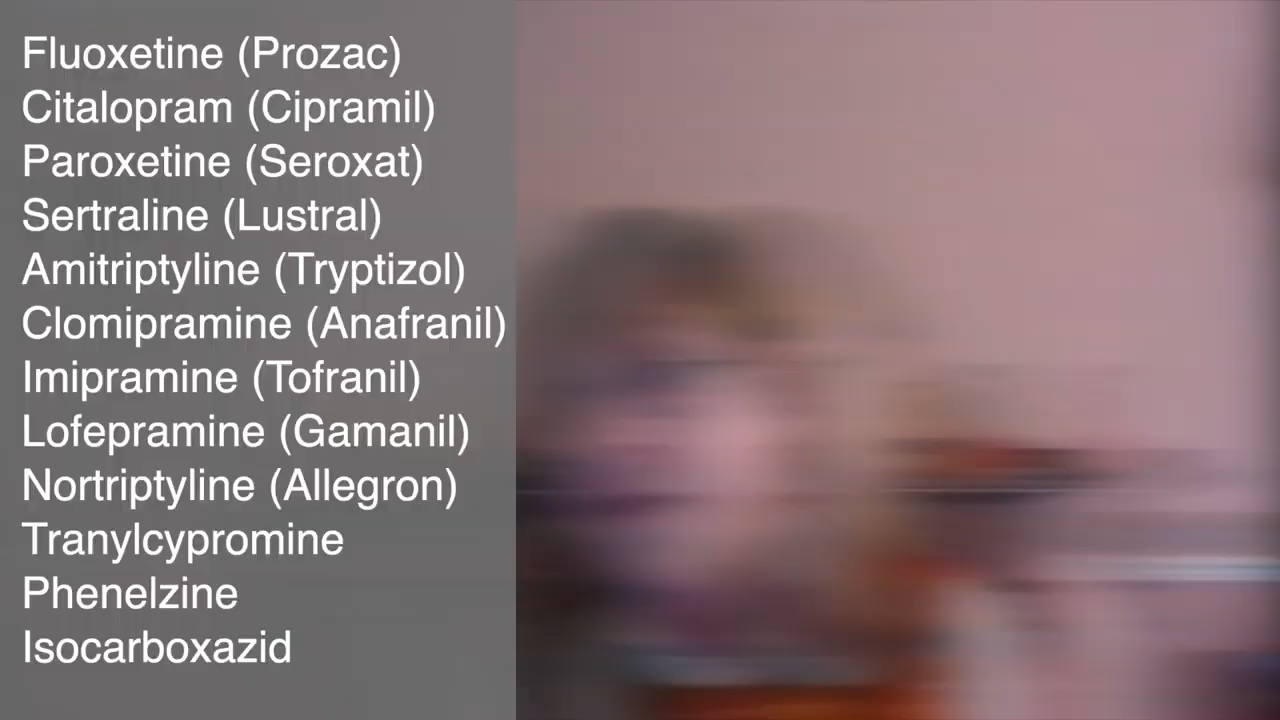 Fluoxetine (Prozac)
Citalopram (Cipramil)
Paroxetine (Seroxat)
Sertraline (Lustral)
Amitriptyline (Tryptizol)
Clomipramine (Anafranil)
Imipramine (Tofranil)
Lofepramine (Gamanil)
Nortriptyline (Allegron)
Tranylcypromine
Phenelzine
Isocarboxazid